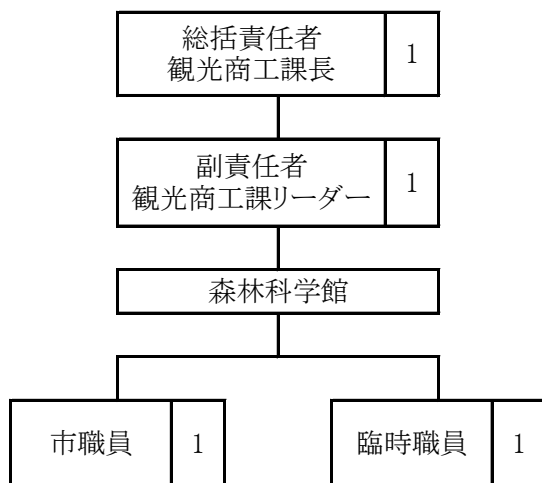 総括責任者
観光商工課長
1
副責任者
観光商工課リーダー
1
森林科学館
市職員
1
臨時職員
1